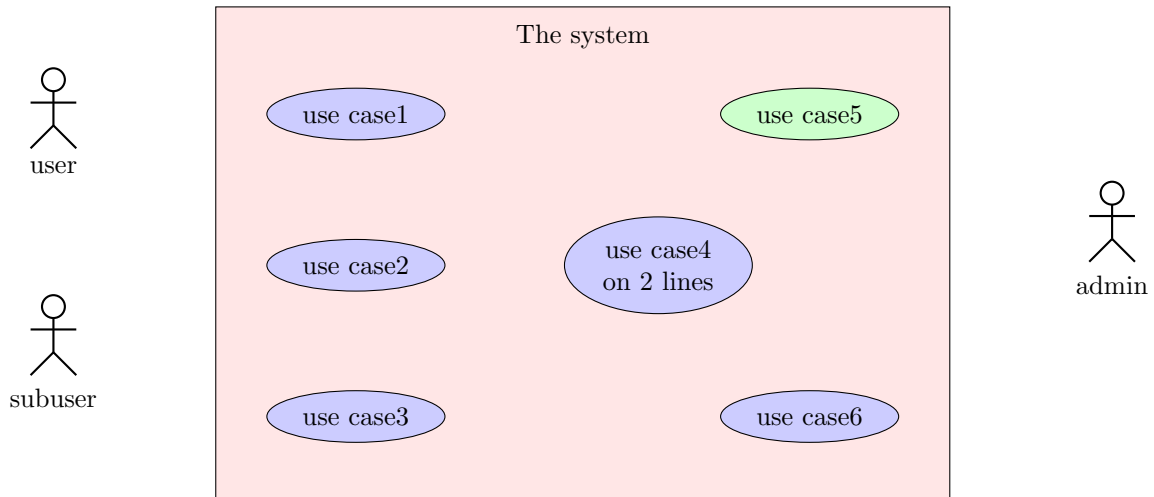 The system
use case1
use case5
user
use case2
use case4
on 2 lines
admin
subuser
use case3
use case6